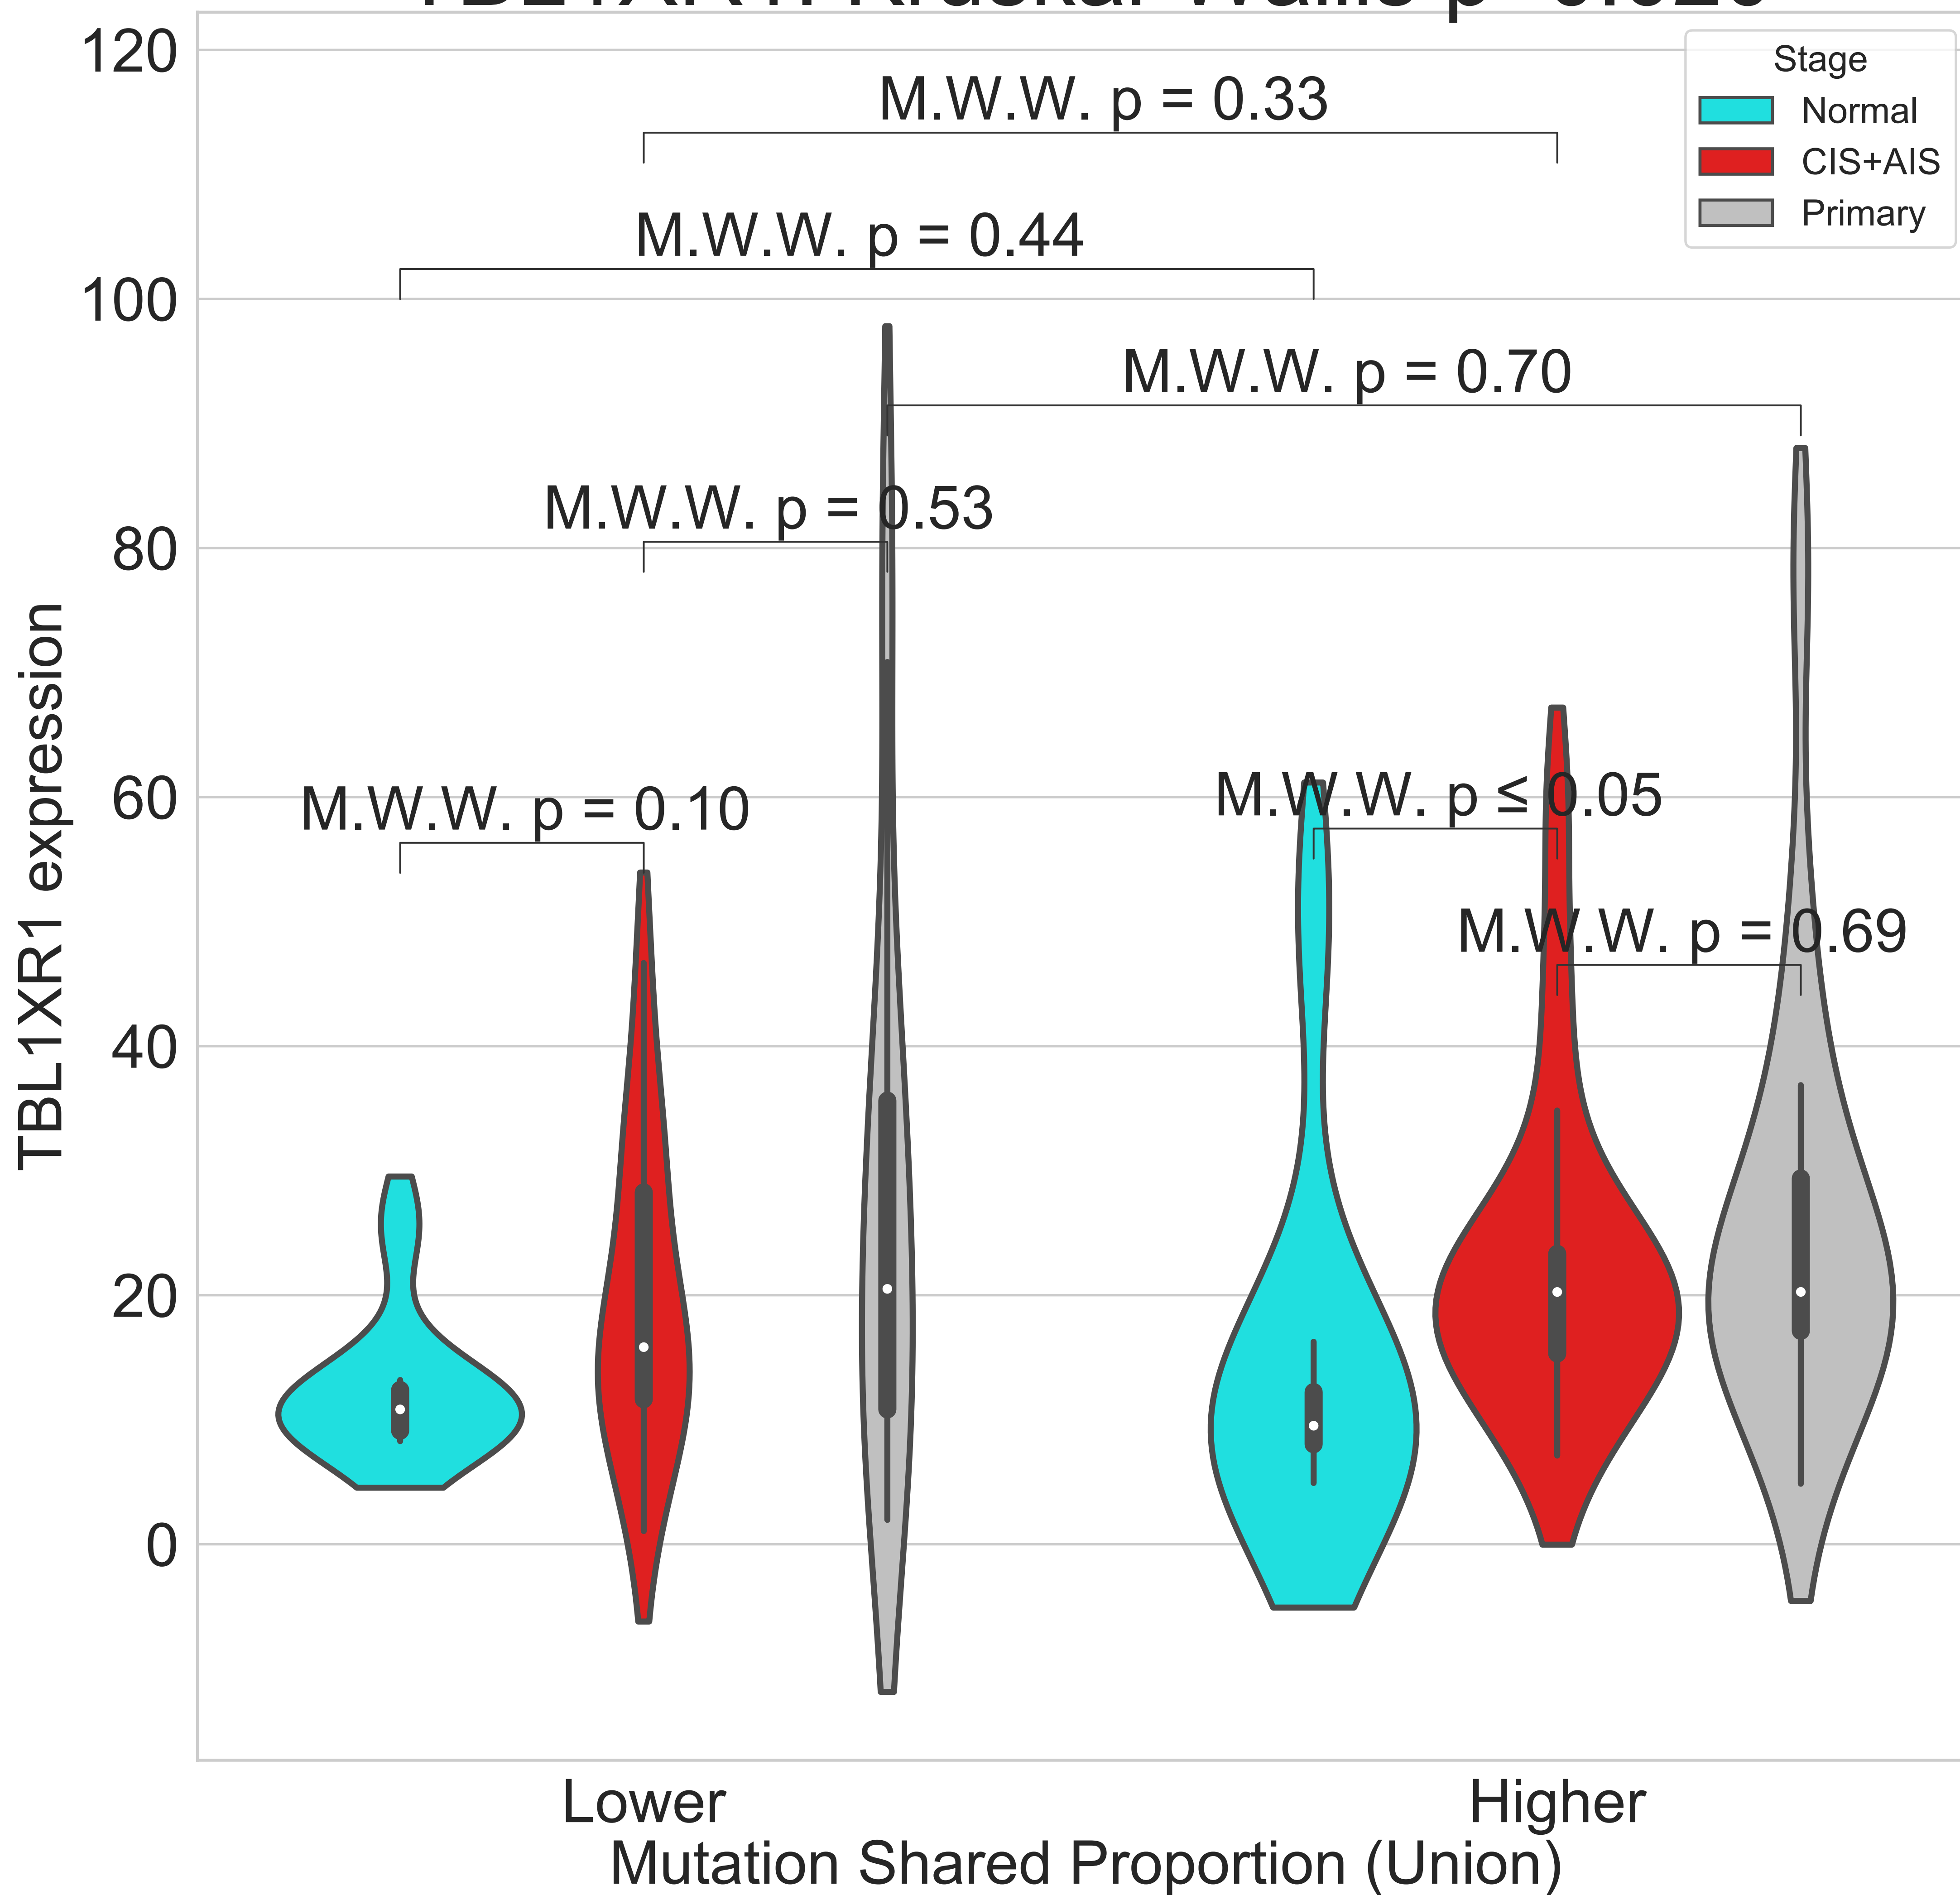 120
100
80
60
40
20
0
TBL1XR1 expression
Stage
Normal
CIS+AIS
Primary
M.W.W. p = 0.33
M.W.W. p = 0.44
M.W.W. p = 0.70
M.W.W. p = 0.53
M.W.W. p = 0.10
M.W.W. p ≤ 0.05
M.W.W. p = 0.69
Lower
Higher
Mutation Shared Proportion (Union)